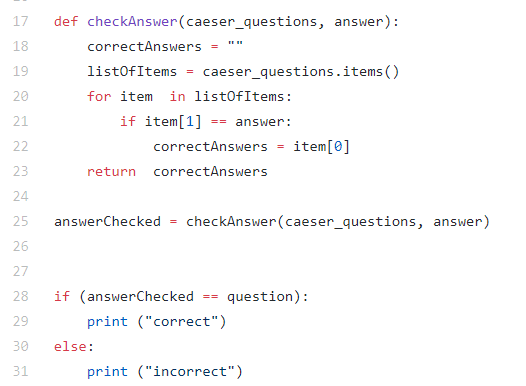 17 def checkAnswer(caeser_questions, answer):
18     correctAnswers = ""
19     listOfItems = caeser_questions.items()
20     for item  in listOfItems:
21         if item[1] == answer:
22             correctAnswers = item[0]
23     return  correctAnswers
24
25 answerChecked = checkAnswer(caeser_questions, answer)
26
27
28 if (answerChecked == question):
29     print ("correct")
30 else:
31     print ("incorrect")